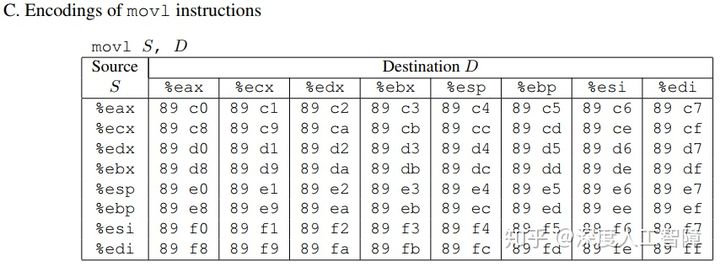 C. Encodings of movl instructions
movl S, D
Source Destination D
S %eax %ecx %edx %ebx %esp %ebp %esi %edi
%eax 89 c0 89 c1 89 c2 89 c3 89 c4 89 c5 89 c6 89 c7
%ecx 89 c8 89 c9 89 ca 89 cb 89 cc 89 cd 89 ce 89 cf
%edx 89 d0 89 d1 89 d2 89 d3 89 d4 89 d5 89 d6 89 d7
%ebx 89 d8 89 d9 89 da 89 db 89 dc 89 dd 89 de 89 df
%esp 89 e0 89 e1 89 e2 89 e3 89 e4 89 e5 89 e6 89 e7
%ebp 89 e8 89 e9 89 ea 89 eb 89 ec 89 ed 89 ee 89 ef
%esi 89 f0 89 f1 89 f2 89 f3 89 f4 89 f5 89 f6 89 f7
%edi 89 f8 89 f9 89 fa 89 fb 89 fc 89 fd 89 fe 89 ff
知乎 @深度人工智障